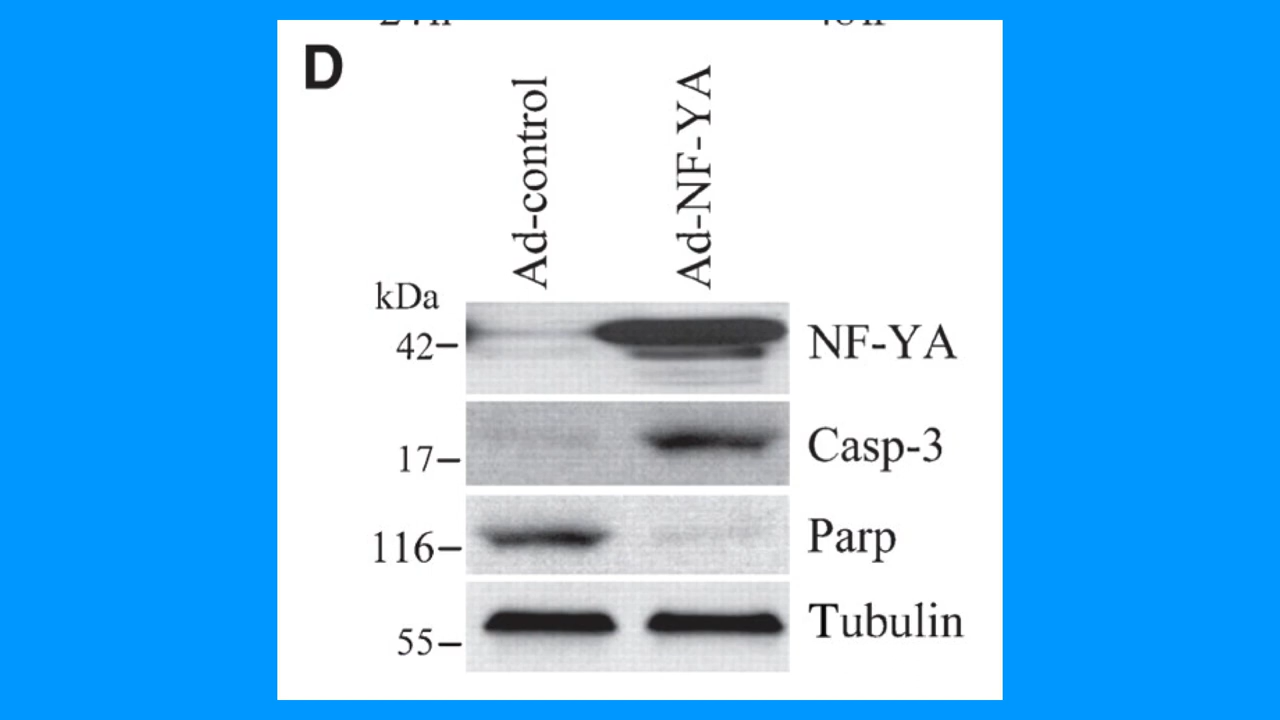 D
Ad-control
Ad-NF-YA
kDa
42
NF-YA
17
Casp-3
116
Parp
55
Tubulin